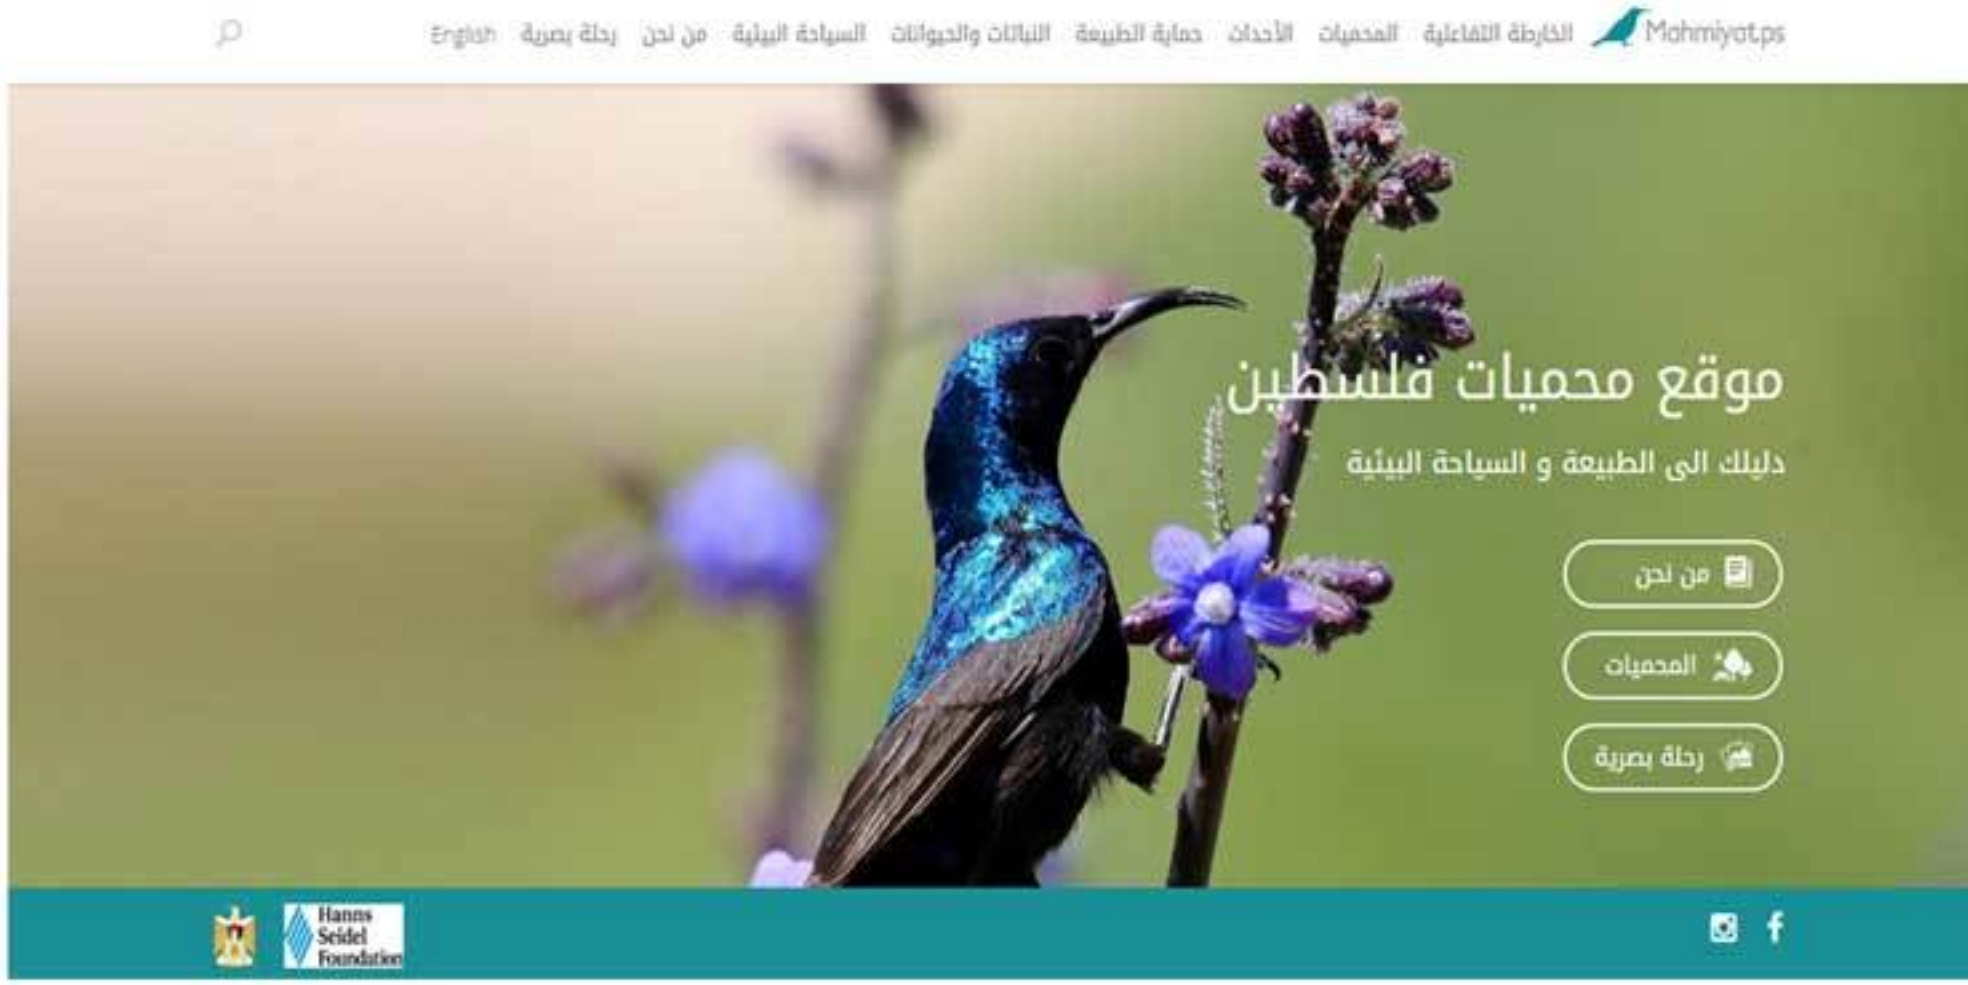 Mahmiyat.ps الخارطة التفاعلية المحميات الأحداث حماية الطبيعة النباتات والحيوانات السياحة البيئية من نحن رحلة بصرية English
موقع محميات فلسطين
دليلك الى الطبيعة و السياحة البيئية
من نحن
المحميات
رحلة بصرية
Hanns
Seidel
Foundation